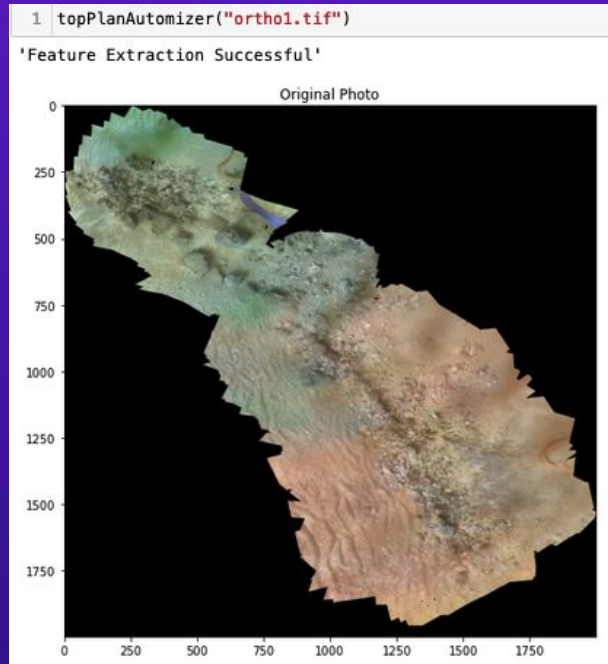 1 topPlanAutomizer("ortho1.tif")
'Feature Extraction Successful'
Original Photo
0
250
500
750
1000
1250
1500
1750
0 250 500 750 1000 1250 1500 1750